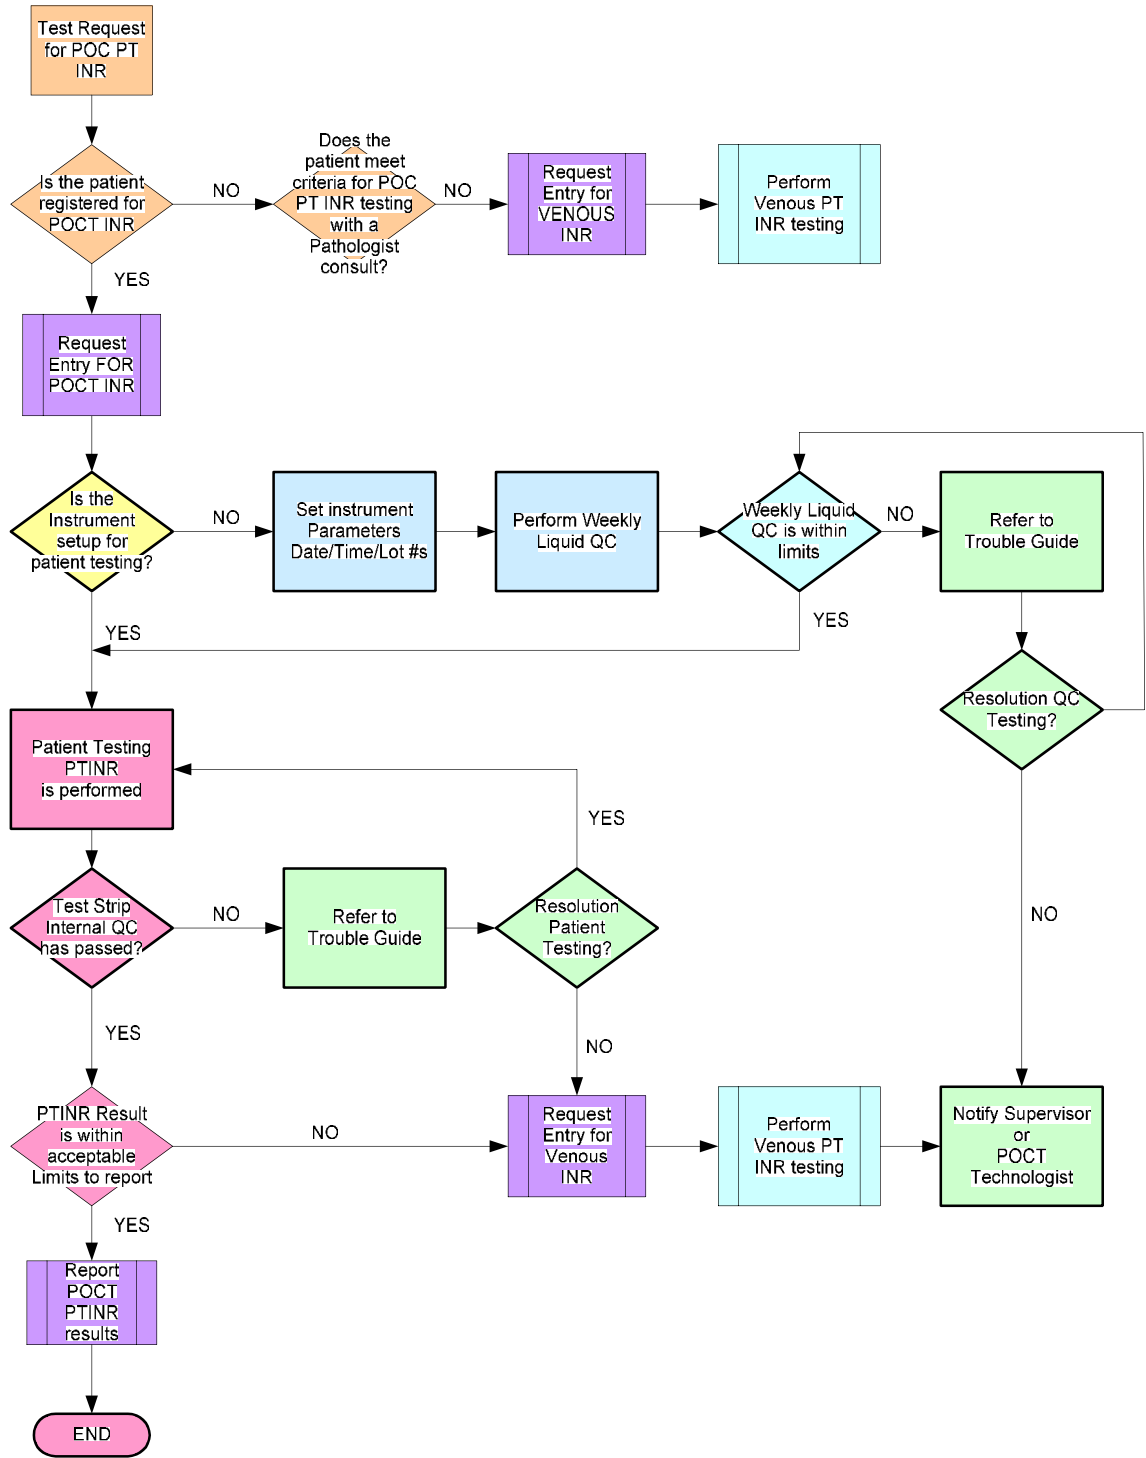 Test Request
for POC PT
INR
Is the patient
registered for
POCT INR
NO
Does the
patient meet
criteria for POC
PT INR testing
with a
Pathologist
consult?
NO
Request
Entry for
VENOUS
INR
Perform
Venous PT
INR testing
YES
Request
Entry FOR
POCT INR
Is the
Instrument
setup for
patient testing?
NO
Set instrument
Parameters
Date/Time/Lot #s
Perform Weekly
Liquid QC
Weekly Liquid
QC is within
limits
NO
Refer to
Trouble Guide
YES
YES
Resolution QC
Testing?
Patient Testing
PTINR
is performed
YES
Test Strip
Internal QC
has passed?
NO
Refer to
Trouble Guide
Resolution
Patient
Testing?
NO
YES
NO
PTINR Result
is within
acceptable
Limits to report
NO
Request
Entry for
Venous
INR
Perform
Venous PT
INR testing
Notify Supervisor
or
POCT
Technologist
YES
Report
POCT
PTINR
results
END